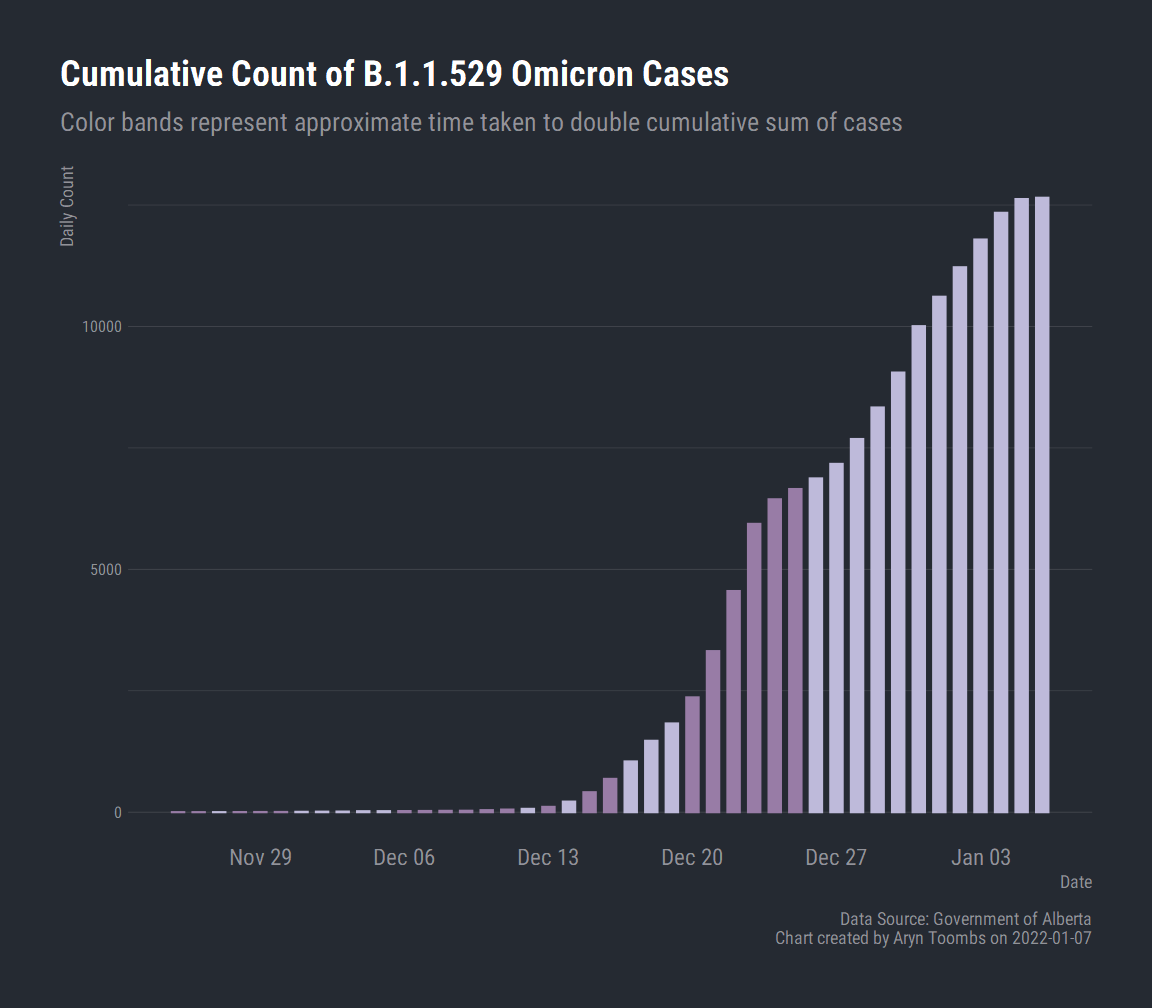 Cumulative Count of B.1.1.529 Omicron Cases
Color bands represent approximate time taken to double cumulative sum of cases
Daily Count
10000
5000
0
Nov 29 Dec 06 Dec 13 Dec 20 Dec 27 Jan 03
Date
Data Source: Government of Alberta
Chart created by Aryn Toombs on 2022-01-07